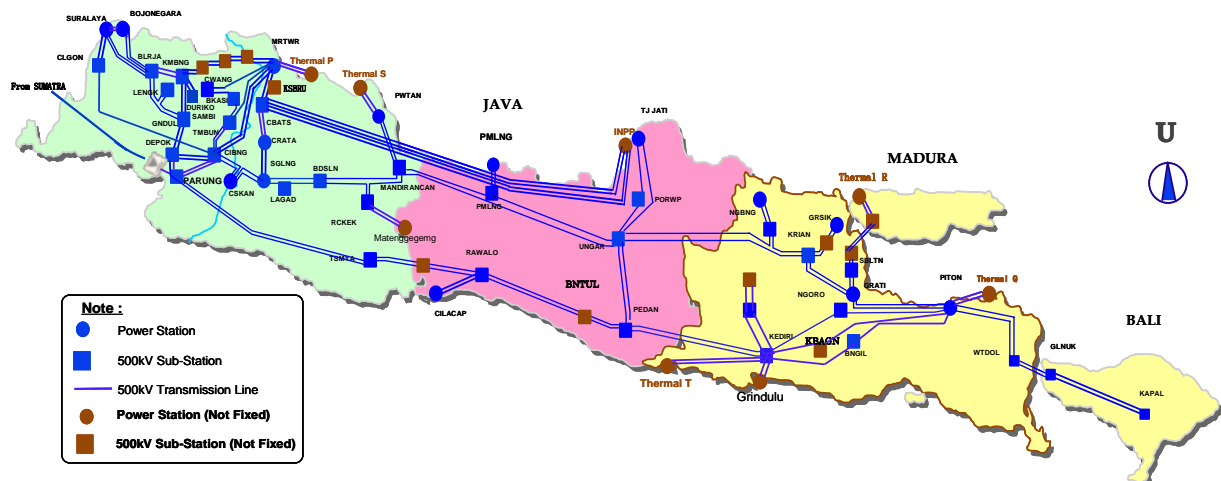 BOJONEGARA
SURALAYA
CLGON
BLRJA
KMBNG
MRTWR
Thermal P
Thermal S
From SUMATRA
LENGK
CWANG
DURIKO
BKASI
KSBRU
PWTAN
GNDUL
SAMBI
TMBUN
CBATS
JAVA
TJ JATI
INPP
U
DEPOK
CIBNG
CRATA
SGLNG
BDSLN
PMLNG
MADURA
PARUNG
CSKAN
LAGAD
MANDIRANCAN
PMLNG
PORWP
Thermal R
NGBNG
GRSIK
RCKEK
Matenggegemg
UNGAR
KRIAN
TSMYA
RAWALO
SBLTN
CILACAP
BNTUL
NGORO
GRATI
PITON
Thermal Q
PEDAN
KEDIRI
KBAGN
BNGIL
BALI
Thermal T
Grindulu
WTDOL
GLNUK
KAPAL
Note :
Power Station
500kV Sub-Station
500kV Transmission Line
Power Station (Not Fixed)
500kV Sub-Station (Not Fixed)